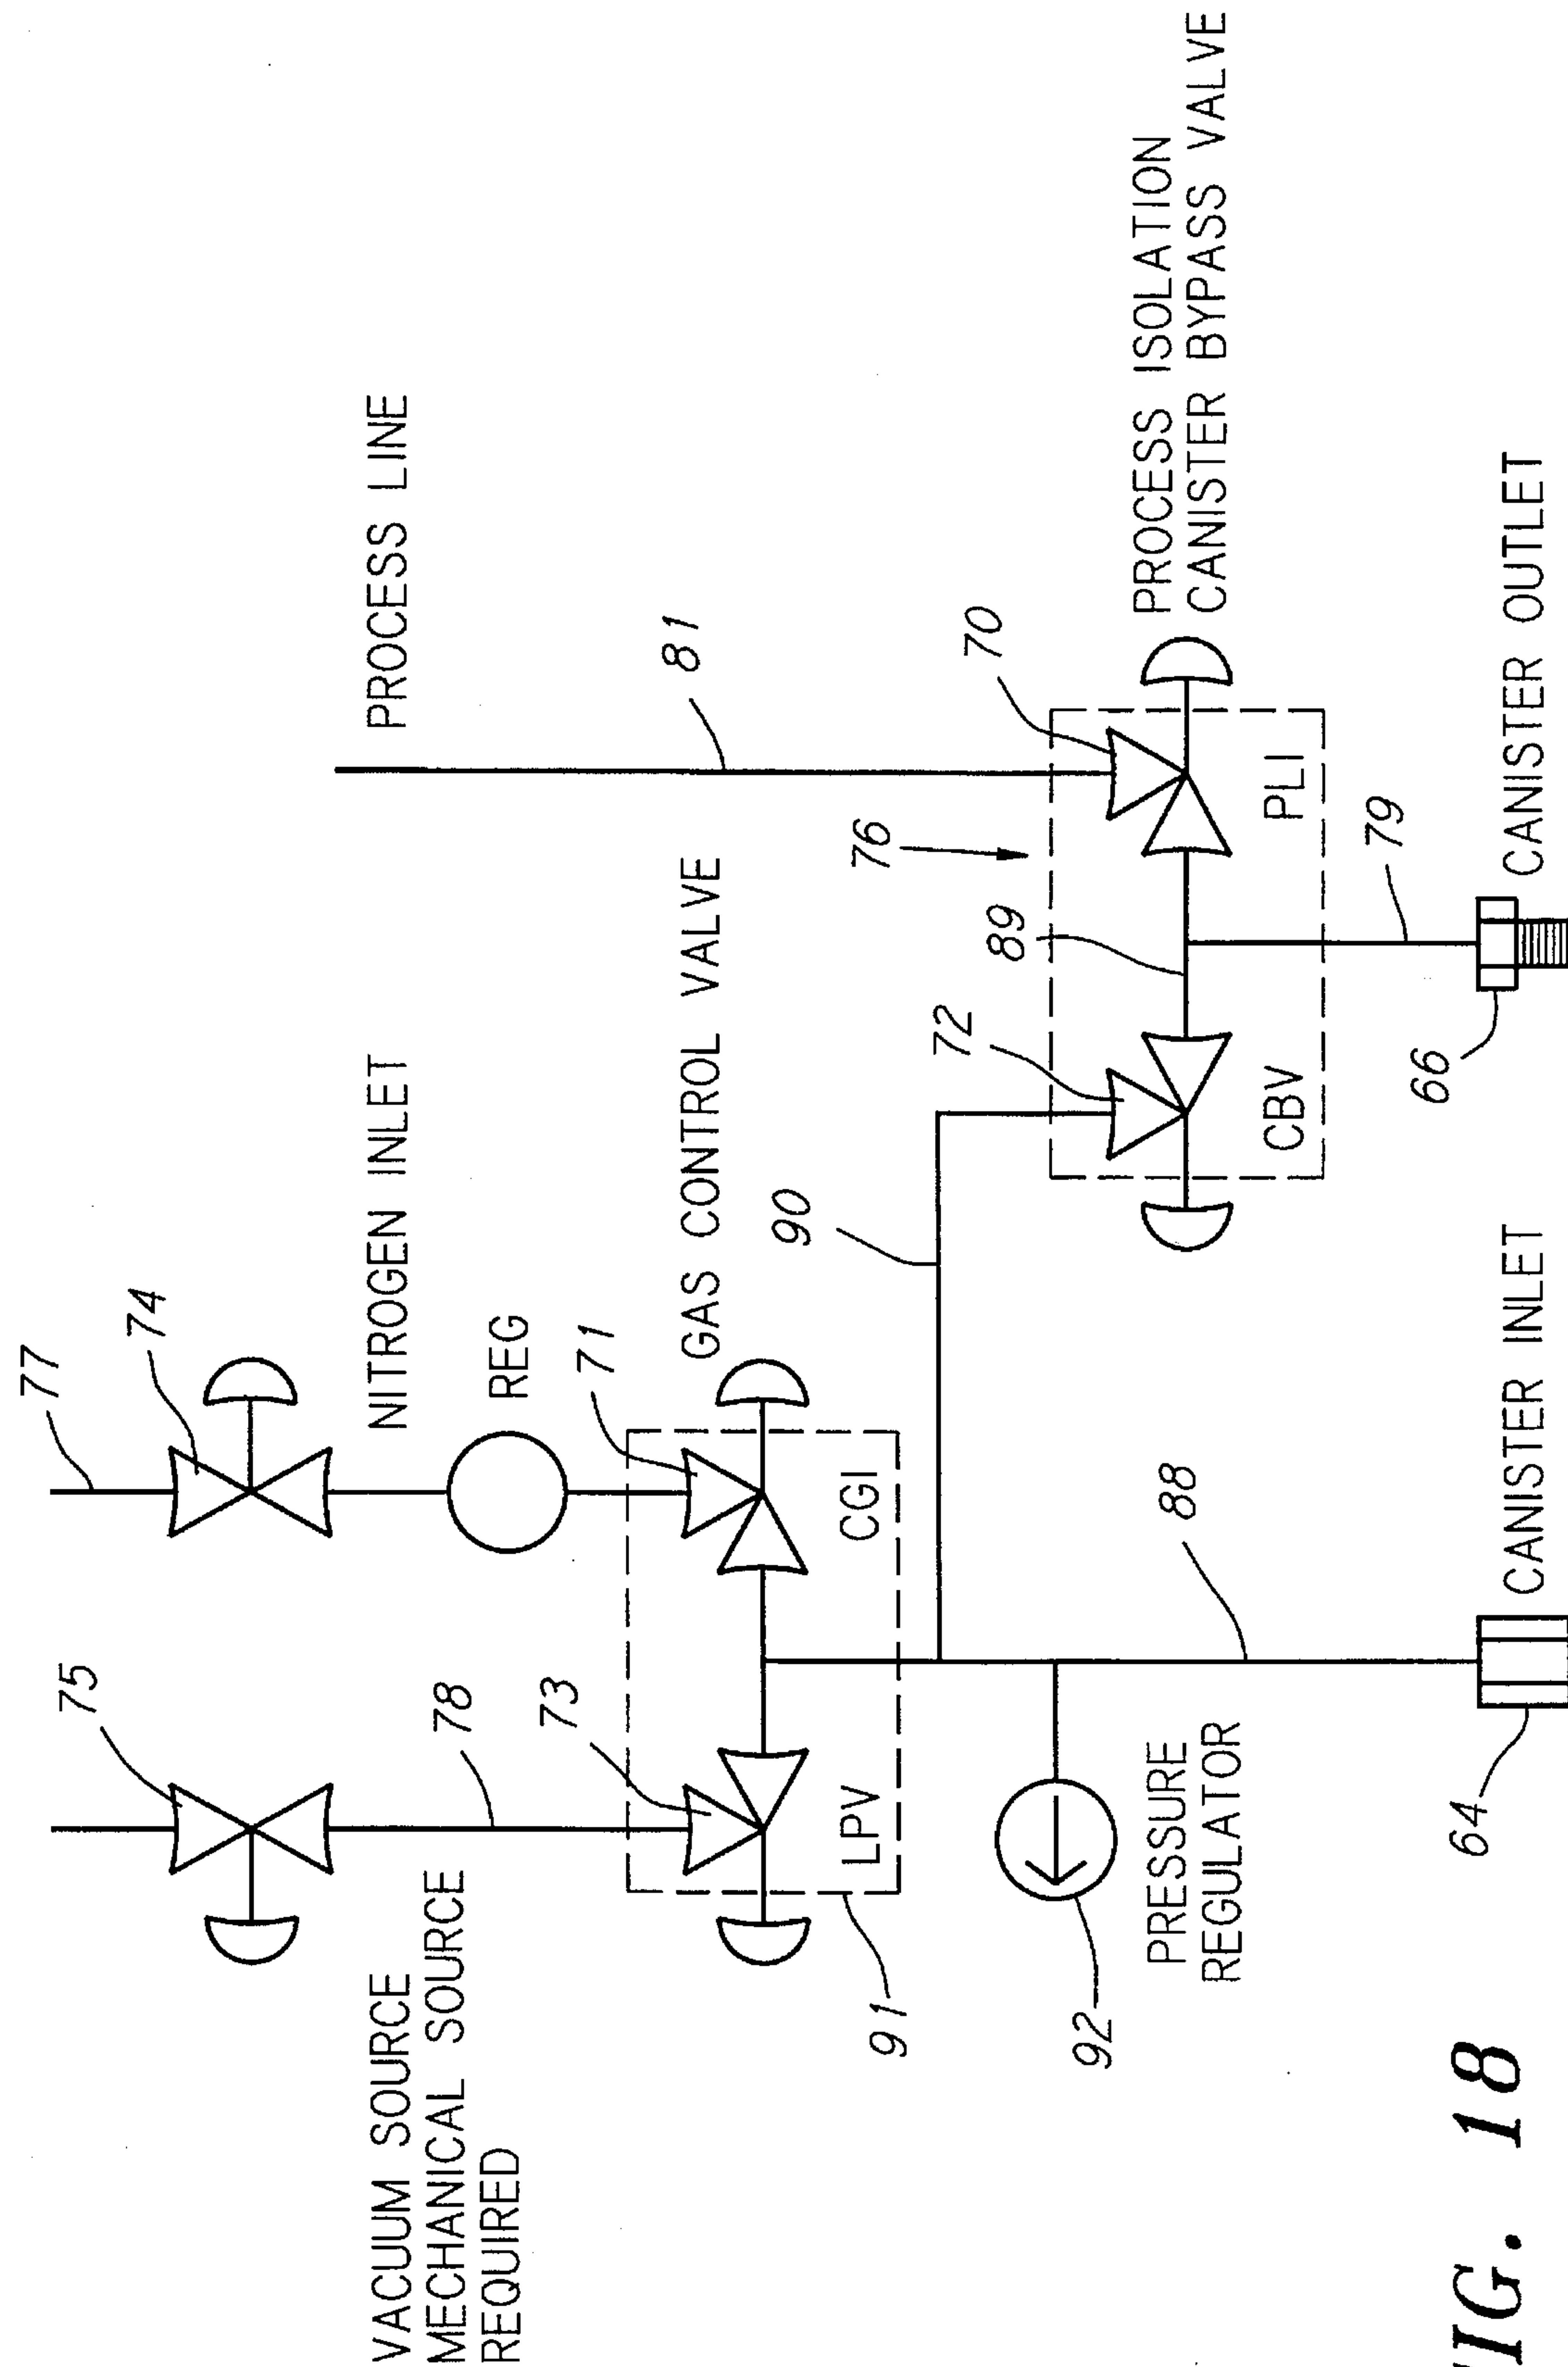 VACUUM SOURCE
MECHANICAL SOURCE
REQUIRED
75
78
73
77
74
NITROGEN INLET
REG
71
GAS CONTROL VALVE
LPV
CGI
91
PROCESS LINE
81
76
70
72
89
90
CBV
PLI
PROCESS ISOLATION
CANISTER BYPASS VALVE
92
PRESSURE
REGULATOR
88
79
64
CANISTER INLET
66
CANISTER OUTLET
IG. 18